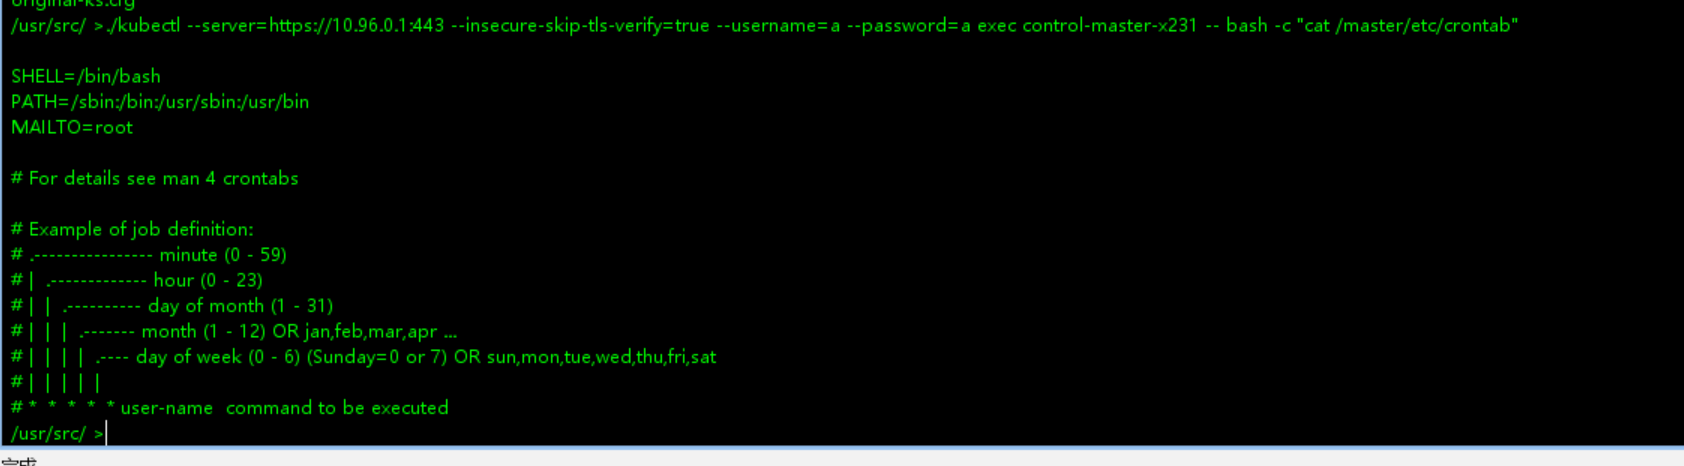 original-ks.cfg
/usr/src/ >./kubectl --server=https://10.96.0.1:443 --insecure-skip-tls-verify=true --username=a --password=a exec control-master-x231 -- bash -c "cat /master/etc/crontab"
SHELL=/bin/bash
PATH=/sbin:/bin:/usr/sbin:/usr/bin
MAILTO=root
# For details see man 4 crontabs
# Example of job definition:
# .---------------- minute (0 - 59)
# | .------------- hour (0 - 23)
# | | .---------- day of month (1 - 31)
# | | | .------- month (1 - 12) OR jan,feb,mar,apr ...
# | | | | .---- day of week (0 - 6) (Sunday=0 or 7) OR sun,mon,tue,wed,thu,fri,sat
# | | | | |
# * * * * * user-name  command to be executed
/usr/src/ >
完成